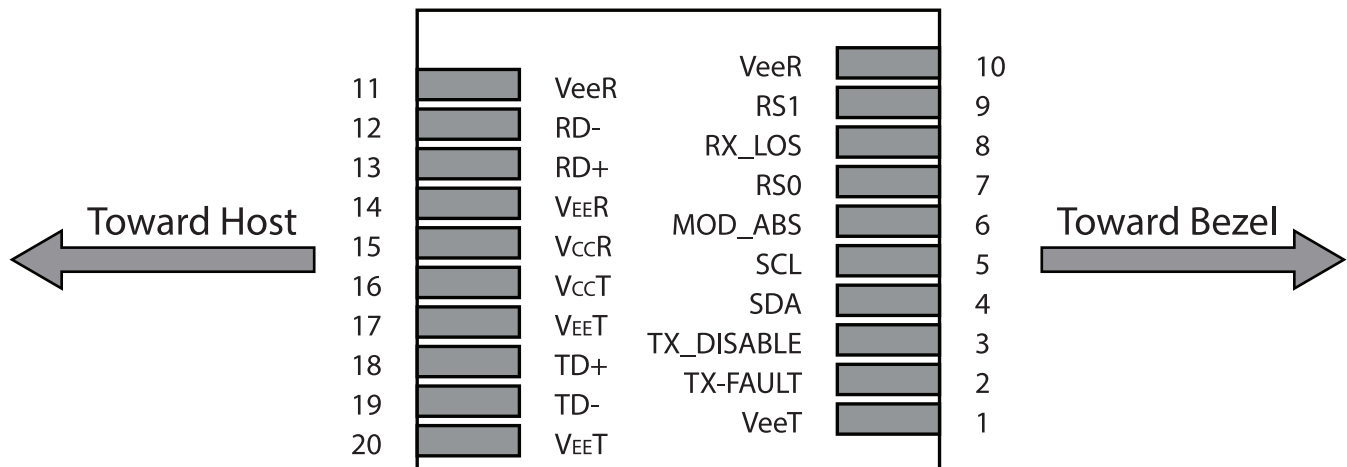 VeeR 10
11 VeeR
RS1 9
12 RD-
RX_LOS 8
13 RD+
RS0 7
14 VEER
MOD_ABS 6
15 VCCR
SCL 5
16 VCCT
SDA 4
17 VEET
TX_DISABLE 3
18 TD+
TX-FAULT 2
19 TD-
VeeT 1
20 VEET
Toward Host
Toward Bezel